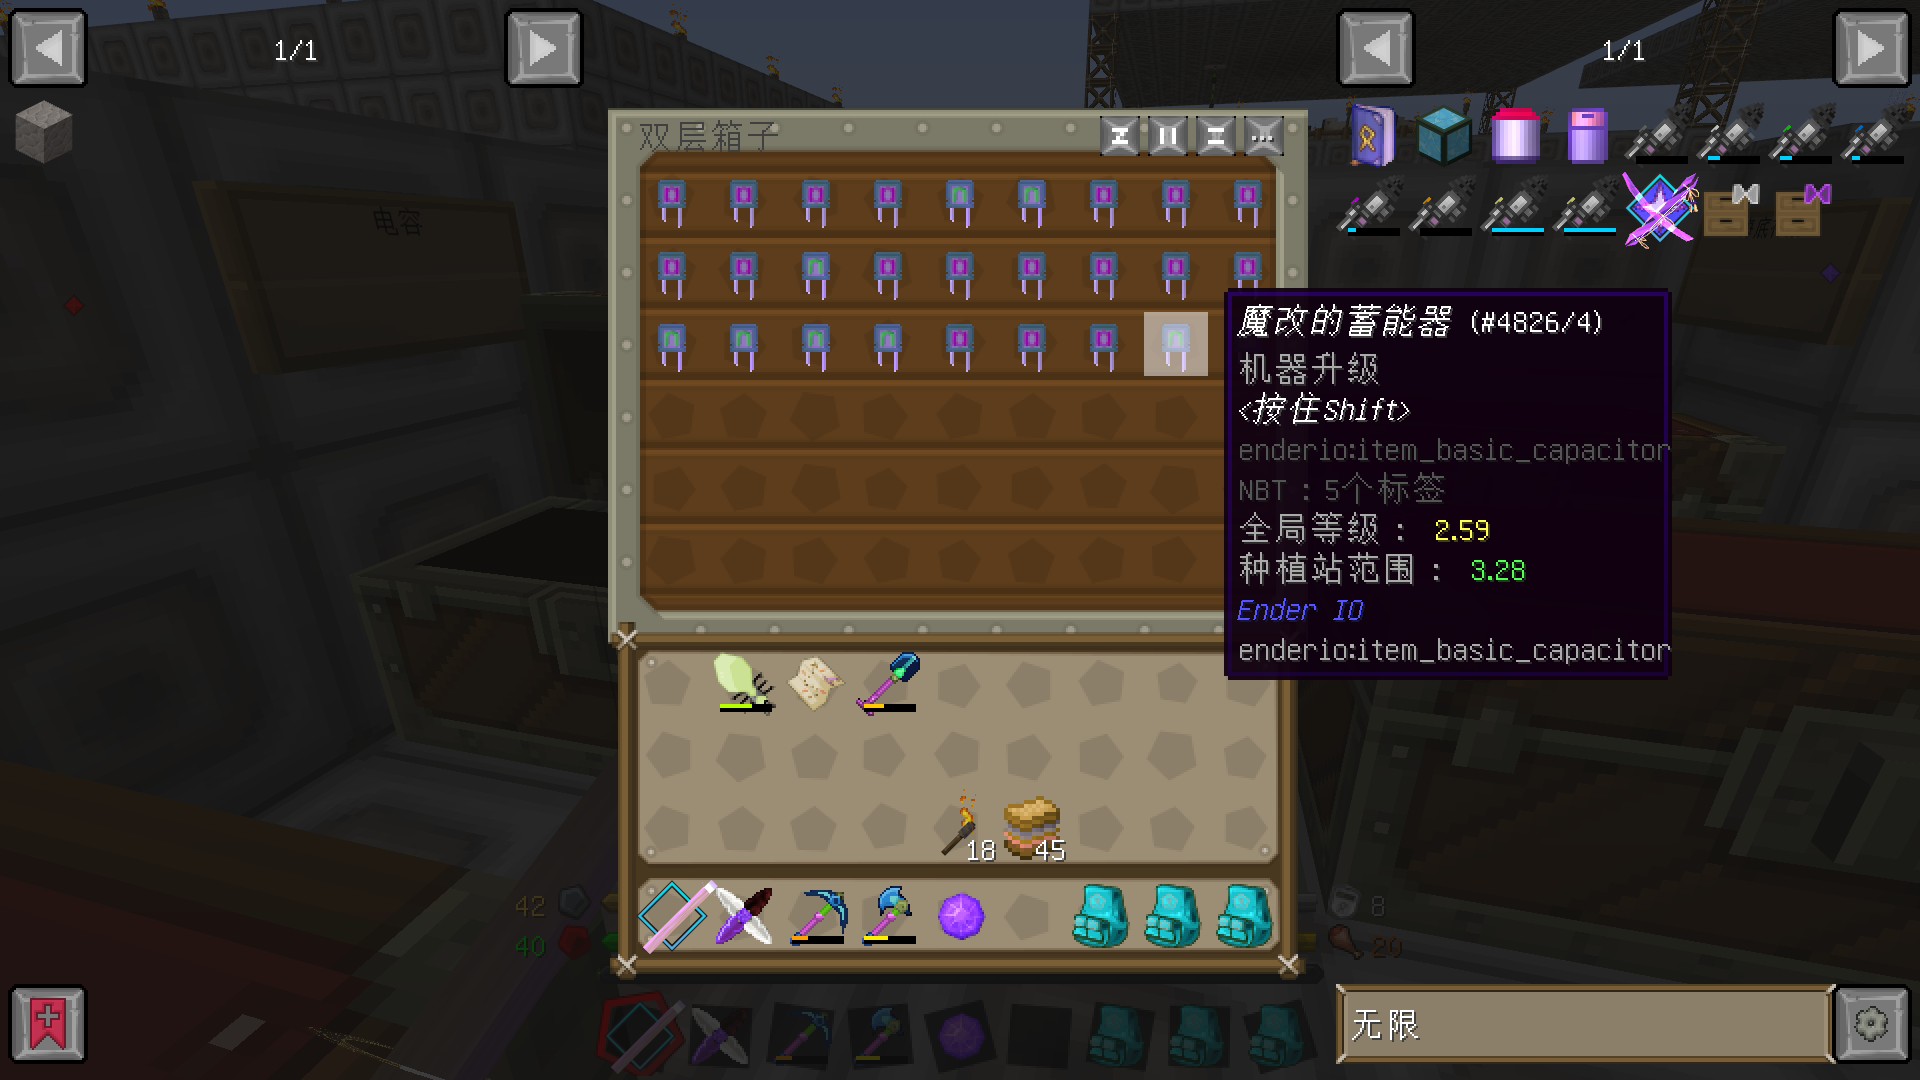 1/1
1/1
双层箱子
电容
魔改的蓄能器 (#4826/4)
机器升级
<按住Shift>
enderio:item_basic_capacitor
NBT : 5个标签
全局等级 : 2.59
种植站范围 : 3.28
Ender IO
enderio:item_basic_capacitor
18
45
42
8
40
20
无限